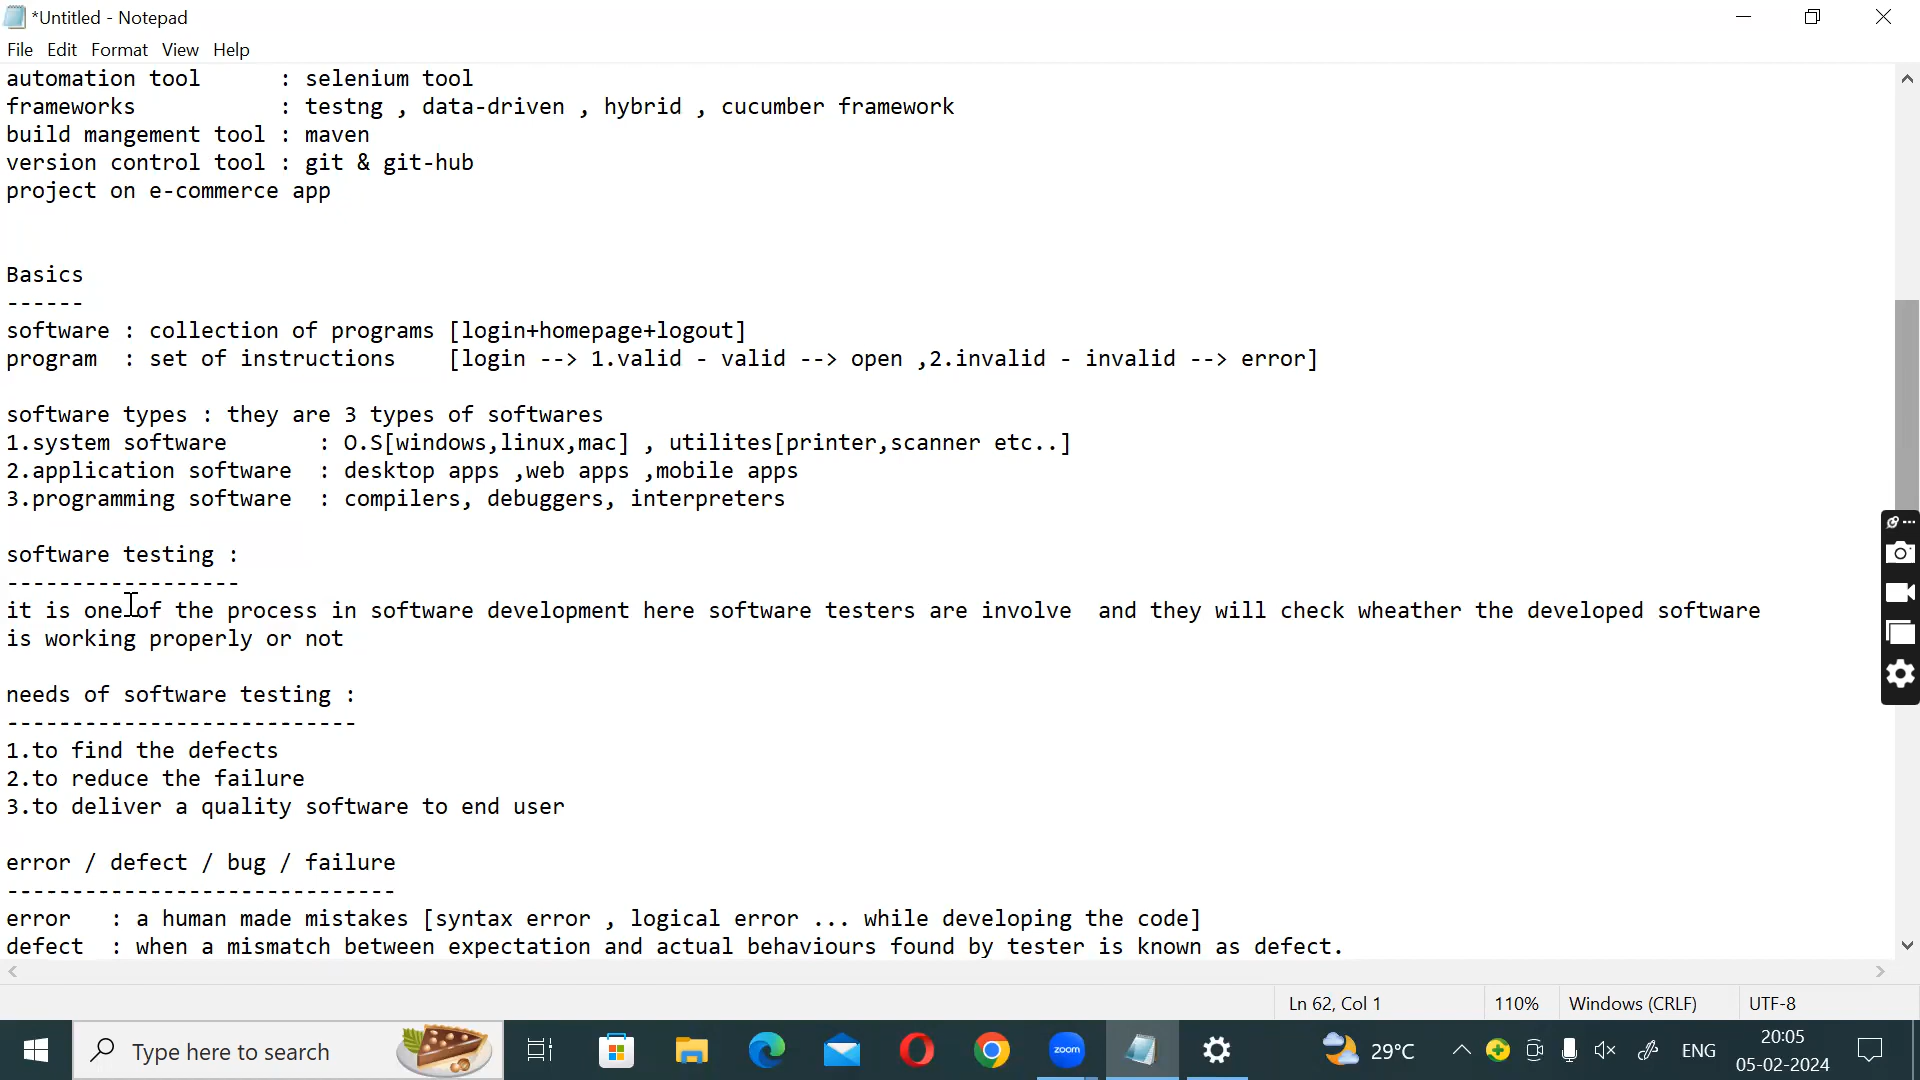 *Untitled - Notepad
File Edit Format View Help
automation tool      : selenium tool
frameworks           : testng , data-driven , hybrid , cucumber framework
build mangement tool : maven
version control tool : git & git-hub
project on e-commerce app
Basics
------
software : collection of programs [login+homepage+logout]
program  : set of instructions    [login --> 1.valid - valid --> open ,2.invalid - invalid --> error]
software types : they are 3 types of softwares
1.system software       : O.S[windows,linux,mac] , utilites[printer,scanner etc..]
2.application software  : desktop apps ,web apps ,mobile apps
3.programming software  : compilers, debuggers, interpreters
software testing :
------------------
it is one of the process in software development here software testers are involve  and they will check wheather the developed software
is working properly or not
needs of software testing :
---------------------------
1.to find the defects
2.to reduce the failure
3.to deliver a quality software to end user
error / defect / bug / failure
------------------------------
error   : a human made mistakes [syntax error , logical error ... while developing the code]
defect  : when a mismatch between expectation and actual behaviours found by tester is known as defect.
Ln 62, Col 1 110% Windows (CRLF) UTF-8
Type here to search zoom 29°C ENG 20:05
05-02-2024